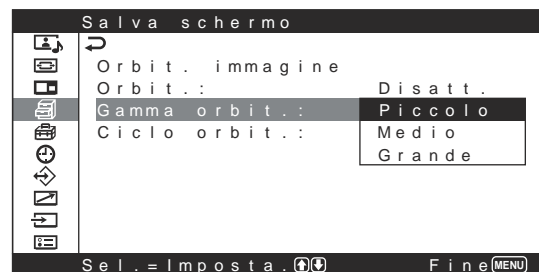 Salva schermo
Orbit. immagine
Orbit.: Disatt.
Gamma orbit.: Piccolo
Ciclo orbit.: Medio
Grande
Sel.=Imposta. Fine MENU